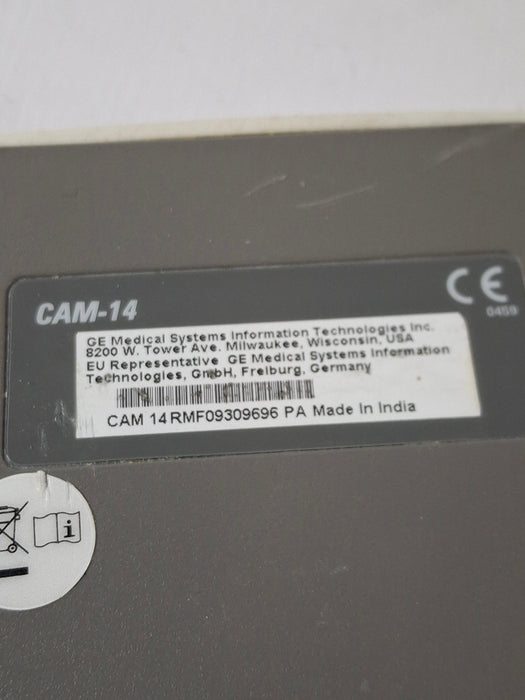 CAM-14
CE
0459
GE Medical Systems Information Technologies Inc.
8200 W. Tower Ave. Milwaukee, Wisconsin, USA
EU Representative GE Medical Systems Information
Technologies, GmbH, Freiburg, Germany
CAM 14 RMF09309696 PA Made In India
i